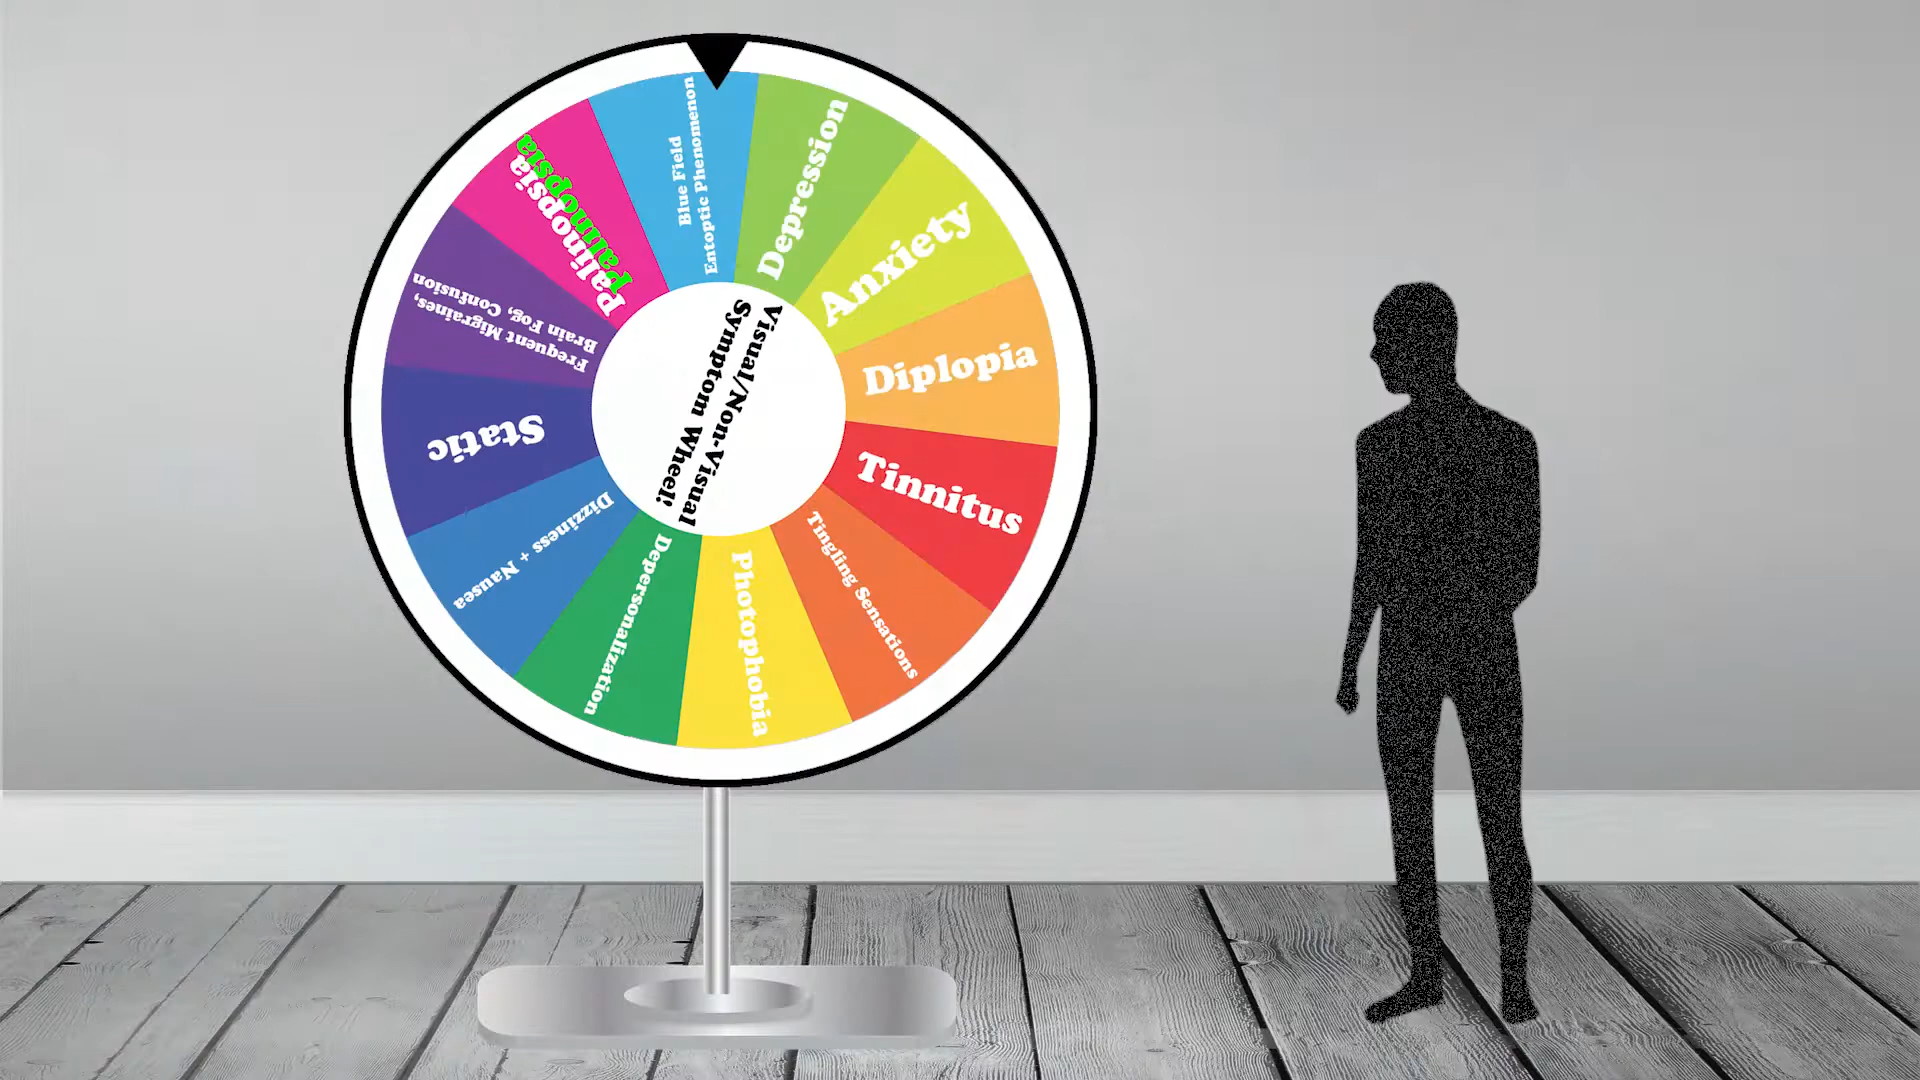 Blue Field
Entoptic Phenomenon
Depression
Anxiety
Diplopia
Tinnitus
Tingling Sensations
Photophobia
Depersonalization
Dizziness + Nausea
Static
Frequent Migraines,
Brain Fog, Confusion
Palinopsia
palinopsia
Visual/Non-Visual
Symptom Wheel!